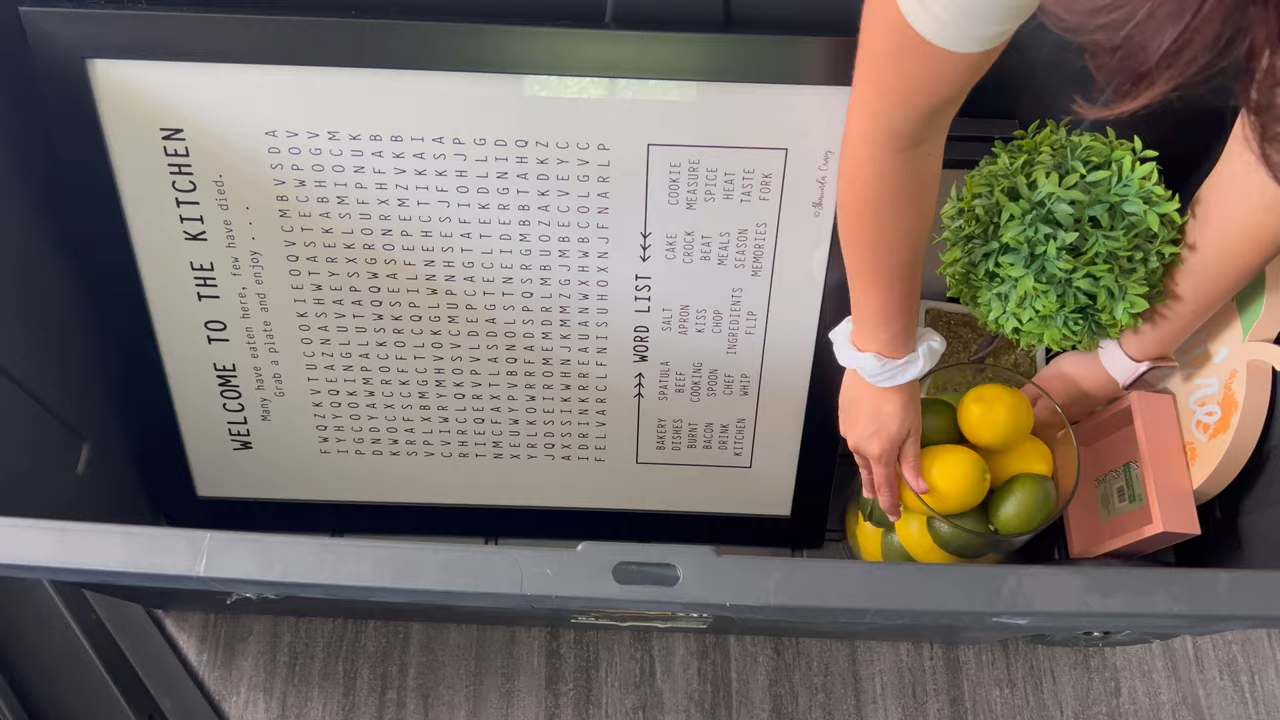 WELCOME TO THE KITCHEN
Many have eaten here, few have died.
Grab a plate and enjoy . . .
F W Q Z K V T U C O O K I E O Q V C M B V S D A
I Y H Y Q Q E A Z N A S H W T A S T E C W P O V
P G C O O K I N G L U V A E Y R E K A B H O G V
D N D Y A W M P A L U T A P S X K L S M I O C M
K W O C X C R O C K S W Q Q W G R O U F P N U K
S R A F S C K F F O R K S E A S O N R X H F A B
V P L X B M G C T L C Q P I L F E P E M Z V K B
C V W R Y M H V O K G L W N N E H C T I K A I
R H R C L Q K O S V C M U P N H S E S J F K S A
T I E Q E R V P V L D E P C A G T A F I O H J P
N M C F A X T L A S D A G T E C L T E K D L L G
X E U W Y P V B Q N O L S T N E I D E R G N I D
Y R L K O W R R F A D S P Q S R G M B B T A H Q
J Q D S E I R O M E M D R L M B U O Z A K D K Z
A X S S I K W H N J K M M Z G J M B E C V E Y C
I D R I N K R R E A U A N W X H W B C O L G V C
F E L V A R C L F N I S U H O X N J F N A R L P
>>> WORD LIST <<<
BAKERY SPATULA SALT CAKE COOKIE
DISHES BEEF APRON CROCK MEASURE
BURNT COOKING KISS BEAT SPICE
BACON SPOON CHOP MEALS HEAT
DRINK CHEF INGREDIENTS SEASON TASTE
KITCHEN WHIP FLIP MEMORIES FORK